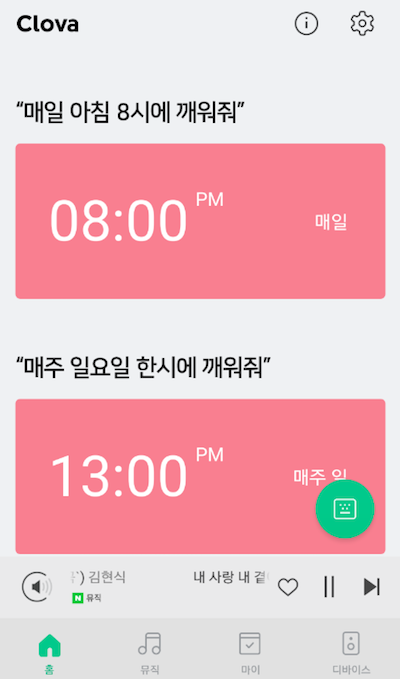 Clova
“매일 아침 8시에 깨워줘”
08:00 PM
매일
“매주 일요일 한시에 깨워줘”
13:00 PM
매주 일
김현식
내 사랑 내 곁
N 뮤직
홈
뮤직
마이
디바이스